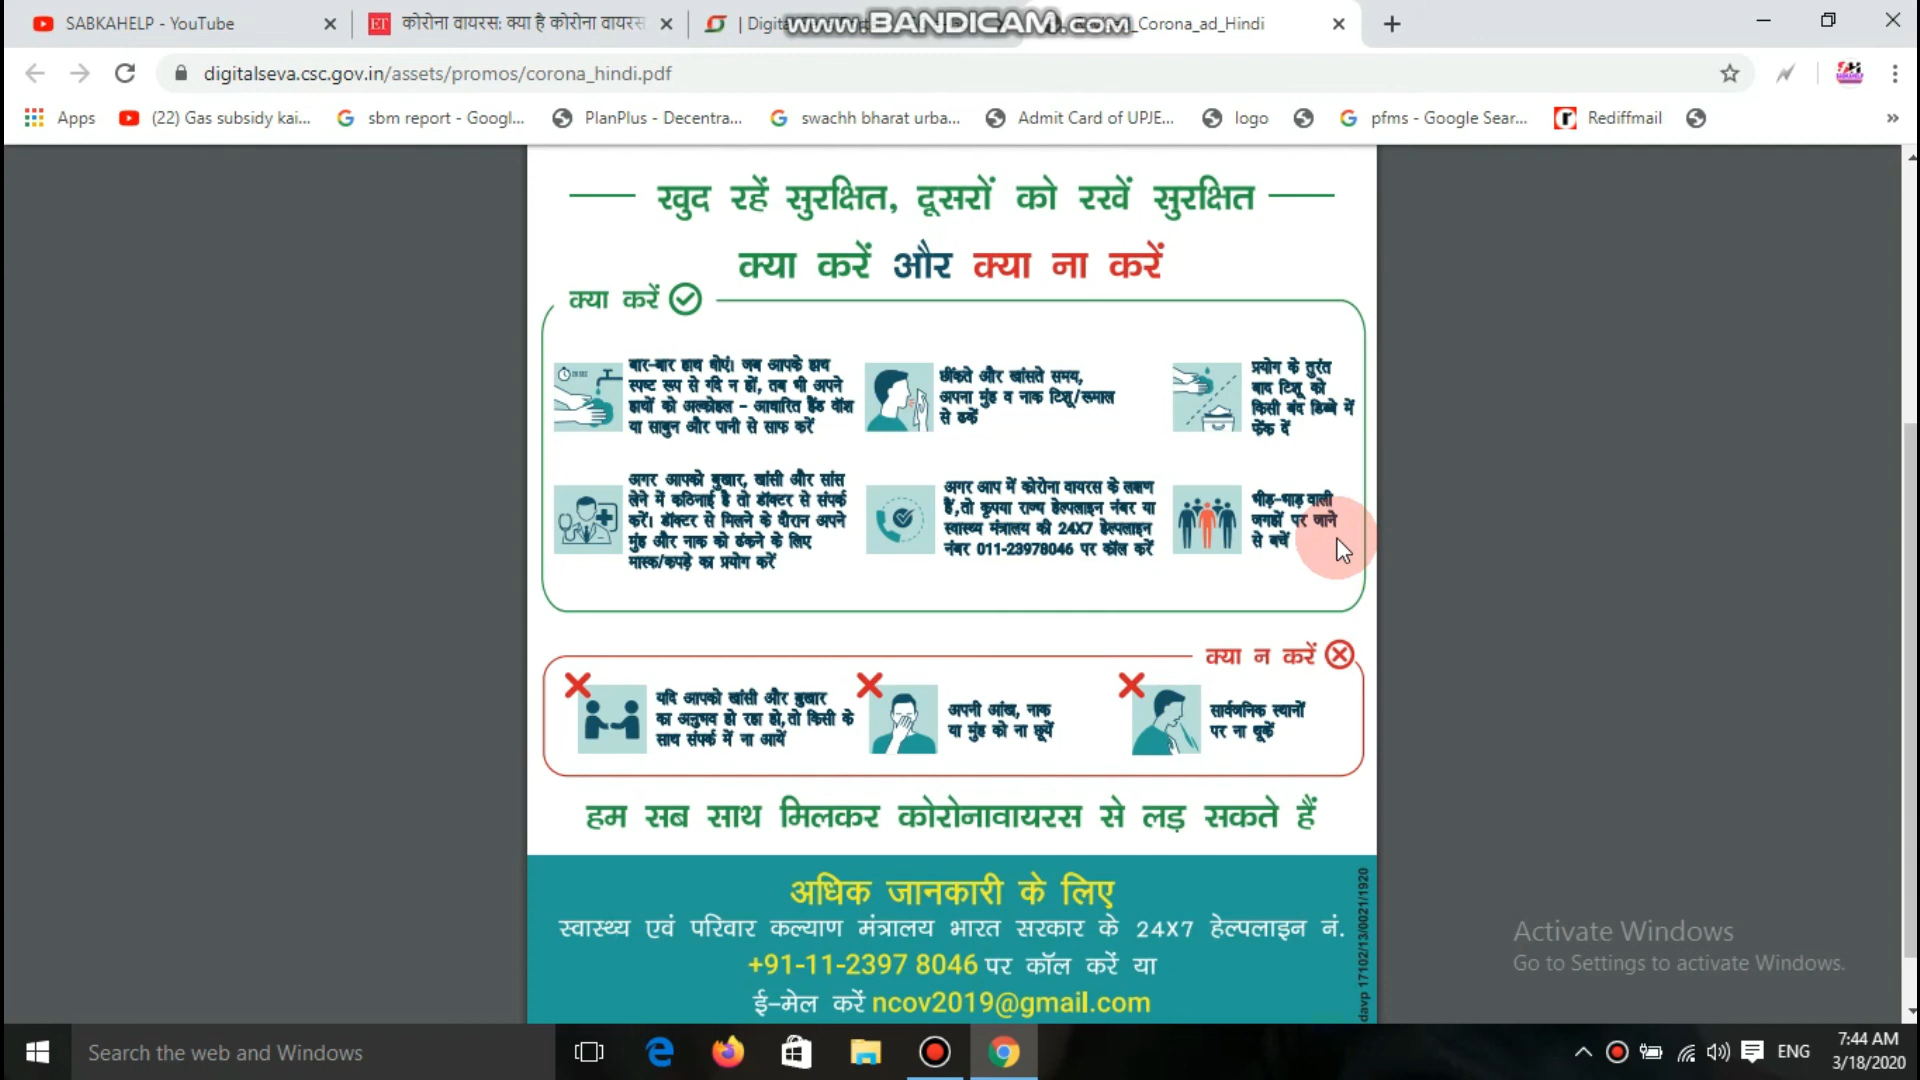 SABKAHELP - YouTube
कोरोना वायरस: क्या है कोरोना वायरस
| Digit
www.BANDICAM.com
_Corona_ad_Hindi
digitalseva.csc.gov.in/assets/promos/corona_hindi.pdf
Apps
(22) Gas subsidy kai...
sbm report - Googl...
PlanPlus - Decentra...
swachh bharat urba...
Admit Card of UPJE...
logo
pfms - Google Sear...
Rediffmail
»
खुद रहें सुरक्षित, दूसरों को रखें सुरक्षित
क्या करें और क्या ना करें
क्या करें
बार-बार हाथ धोएं। जब आपके हाथ
स्पष्ट रूप से गंदे न हों, तब भी अपने
हाथों को अल्कोहल - आधारित हैंड वॉश
या साबुन और पानी से साफ करें
छींकते और खांसते समय,
अपना मुंह व नाक टिशू/रूमाल
से ढकें
प्रयोग के तुरंत
बाद टिशू को
किसी बंद डिब्बे में
फेंक दें
अगर आपको बुखार, खांसी और सांस
लेने में कठिनाई है तो डॉक्टर से संपर्क
करें। डॉक्टर से मिलने के दौरान अपने
मुंह और नाक को ढंकने के लिए
मास्क/कपड़े का प्रयोग करें
अगर आप में कोरोना वायरस के लक्षण
हैं,तो कृपया राज्य हेल्पलाइन नंबर या
स्वास्थ्य मंत्रालय की 24X7 हेल्पलाइन
नंबर 011-23978046 पर कॉल करें
भीड़-भाड़ वाली
जगहों पर जाने
से बचें
क्या न करें
यदि आपको खांसी और बुखार
का अनुभव हो रहा हो,तो किसी के
साथ संपर्क में ना आयें
अपनी आंख, नाक
या मुंह को ना छूयें
सार्वजनिक स्थानों
पर ना थूकें
हम सब साथ मिलकर कोरोनावायरस से लड़ सकते हैं
अधिक जानकारी के लिए
स्वास्थ्य एवं परिवार कल्याण मंत्रालय भारत सरकार के 24X7 हेल्पलाइन नं.
+91-11-2397 8046 पर कॉल करें या
ई-मेल करें ncov2019@gmail.com
davp 17102/13/0021/1920
Activate Windows
Go to Settings to activate Windows.
Search the web and Windows
ENG
7:44 AM
3/18/2020